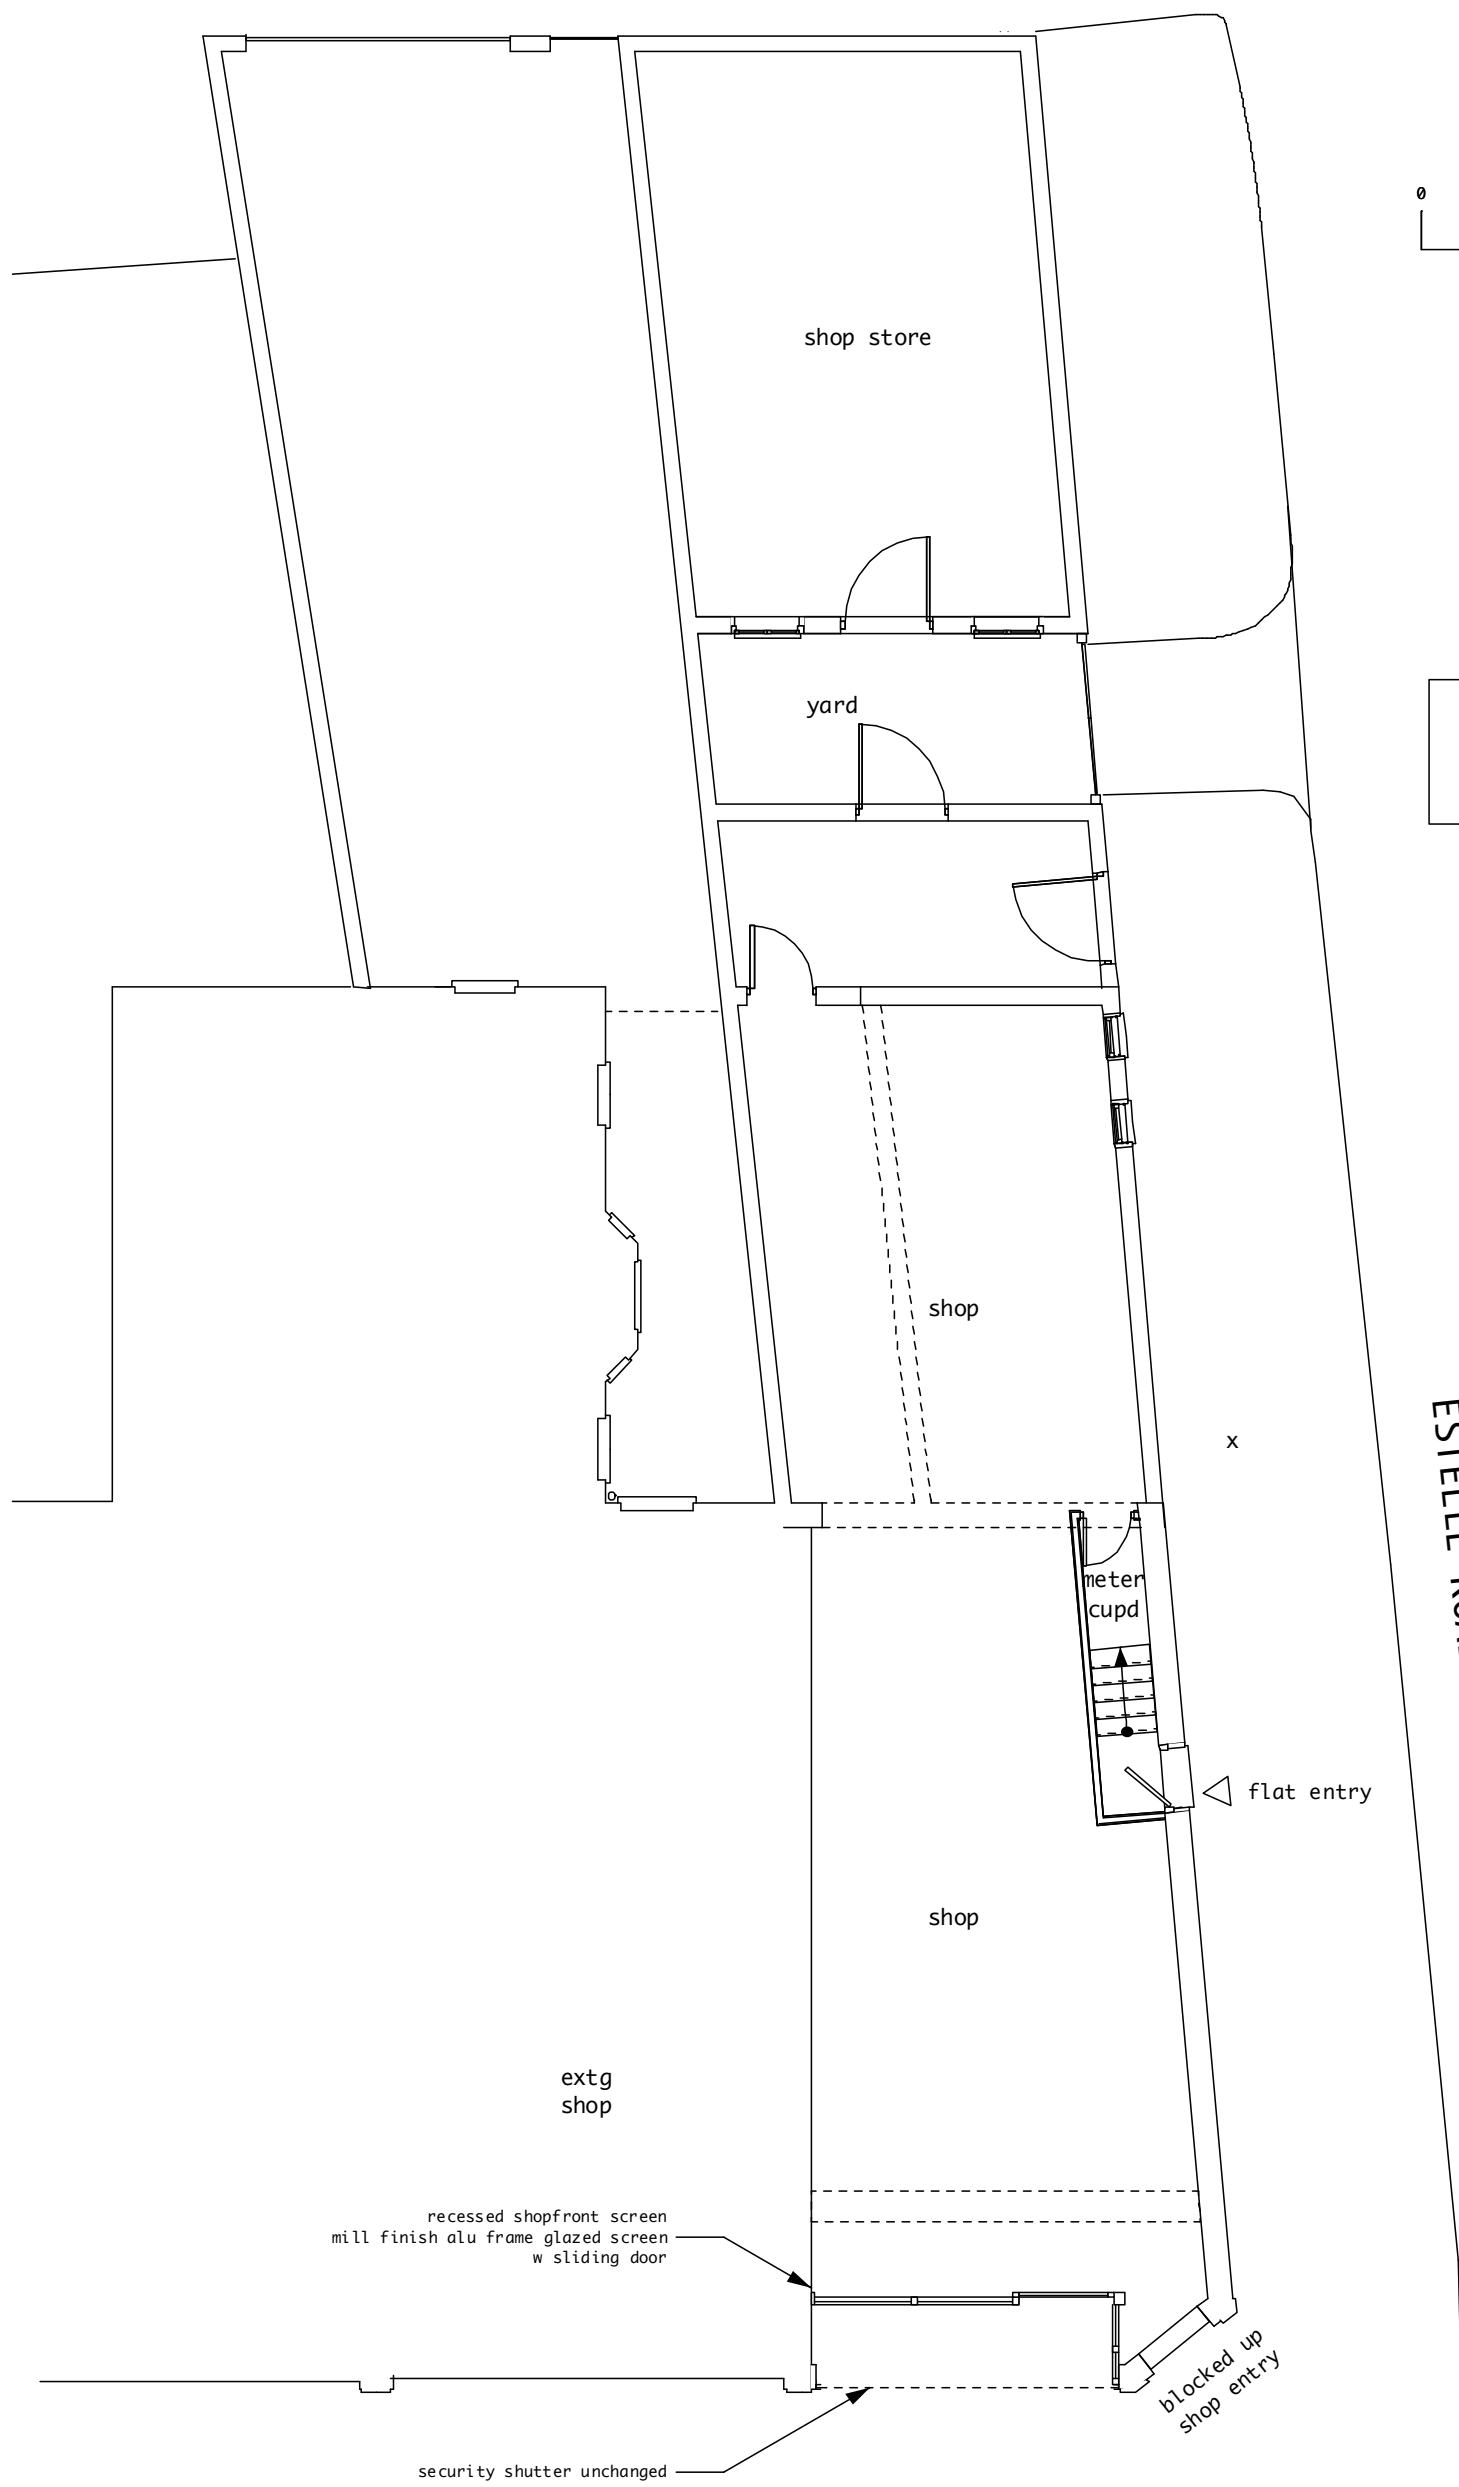 0
shop store
yard
shop
x
ESTELLE
meter
cupd
flat entry
shop
extg
shop
recessed shopfront screen
mill finish alu frame glazed screen
w sliding door
blocked up
shop entry
security shutter unchanged